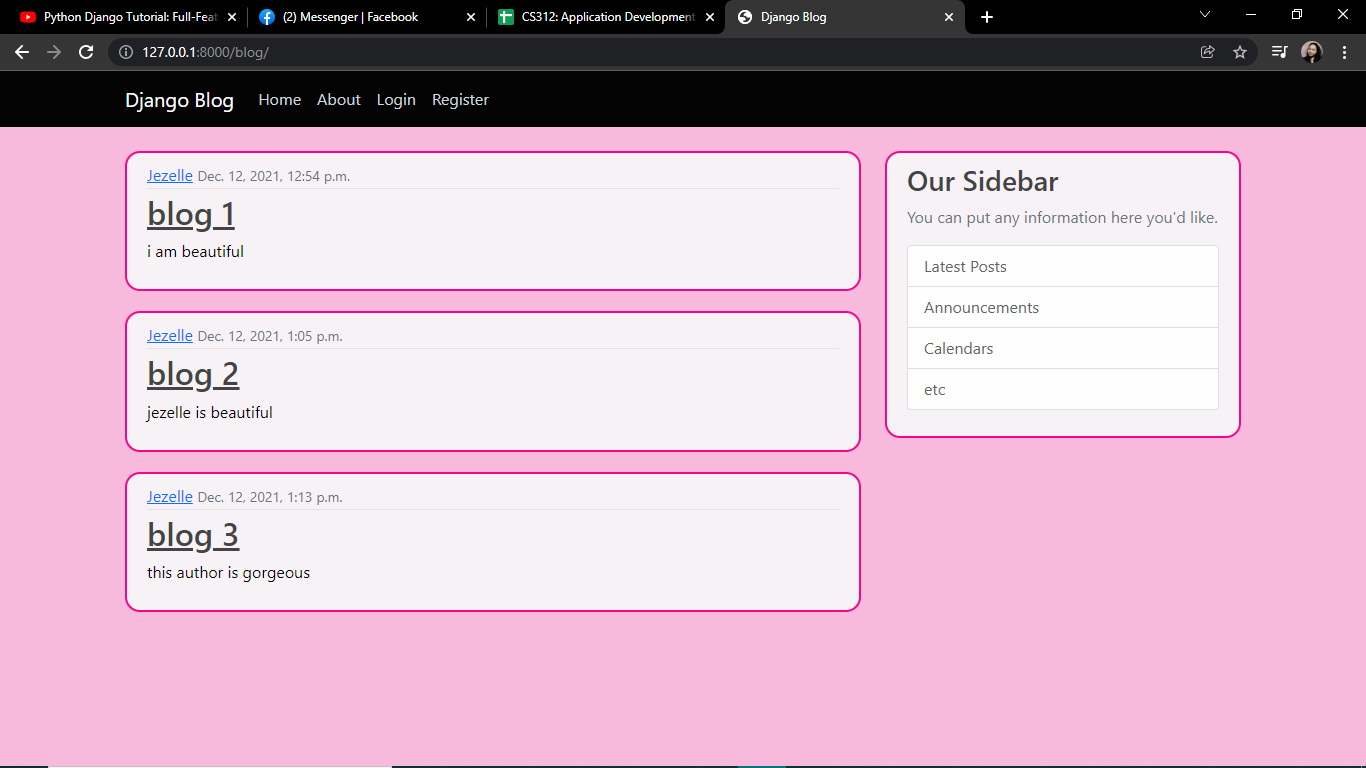 Python Django Tutorial: Full-Feat
(2) Messenger | Facebook
CS312: Application Development
Django Blog
127.0.0.1:8000/blog/
Django Blog
Home
About
Login
Register
Jezelle Dec. 12, 2021, 12:54 p.m.
blog 1
i am beautiful
Jezelle Dec. 12, 2021, 1:05 p.m.
blog 2
jezelle is beautiful
Jezelle Dec. 12, 2021, 1:13 p.m.
blog 3
this author is gorgeous
Our Sidebar
You can put any information here you'd like.
Latest Posts
Announcements
Calendars
etc